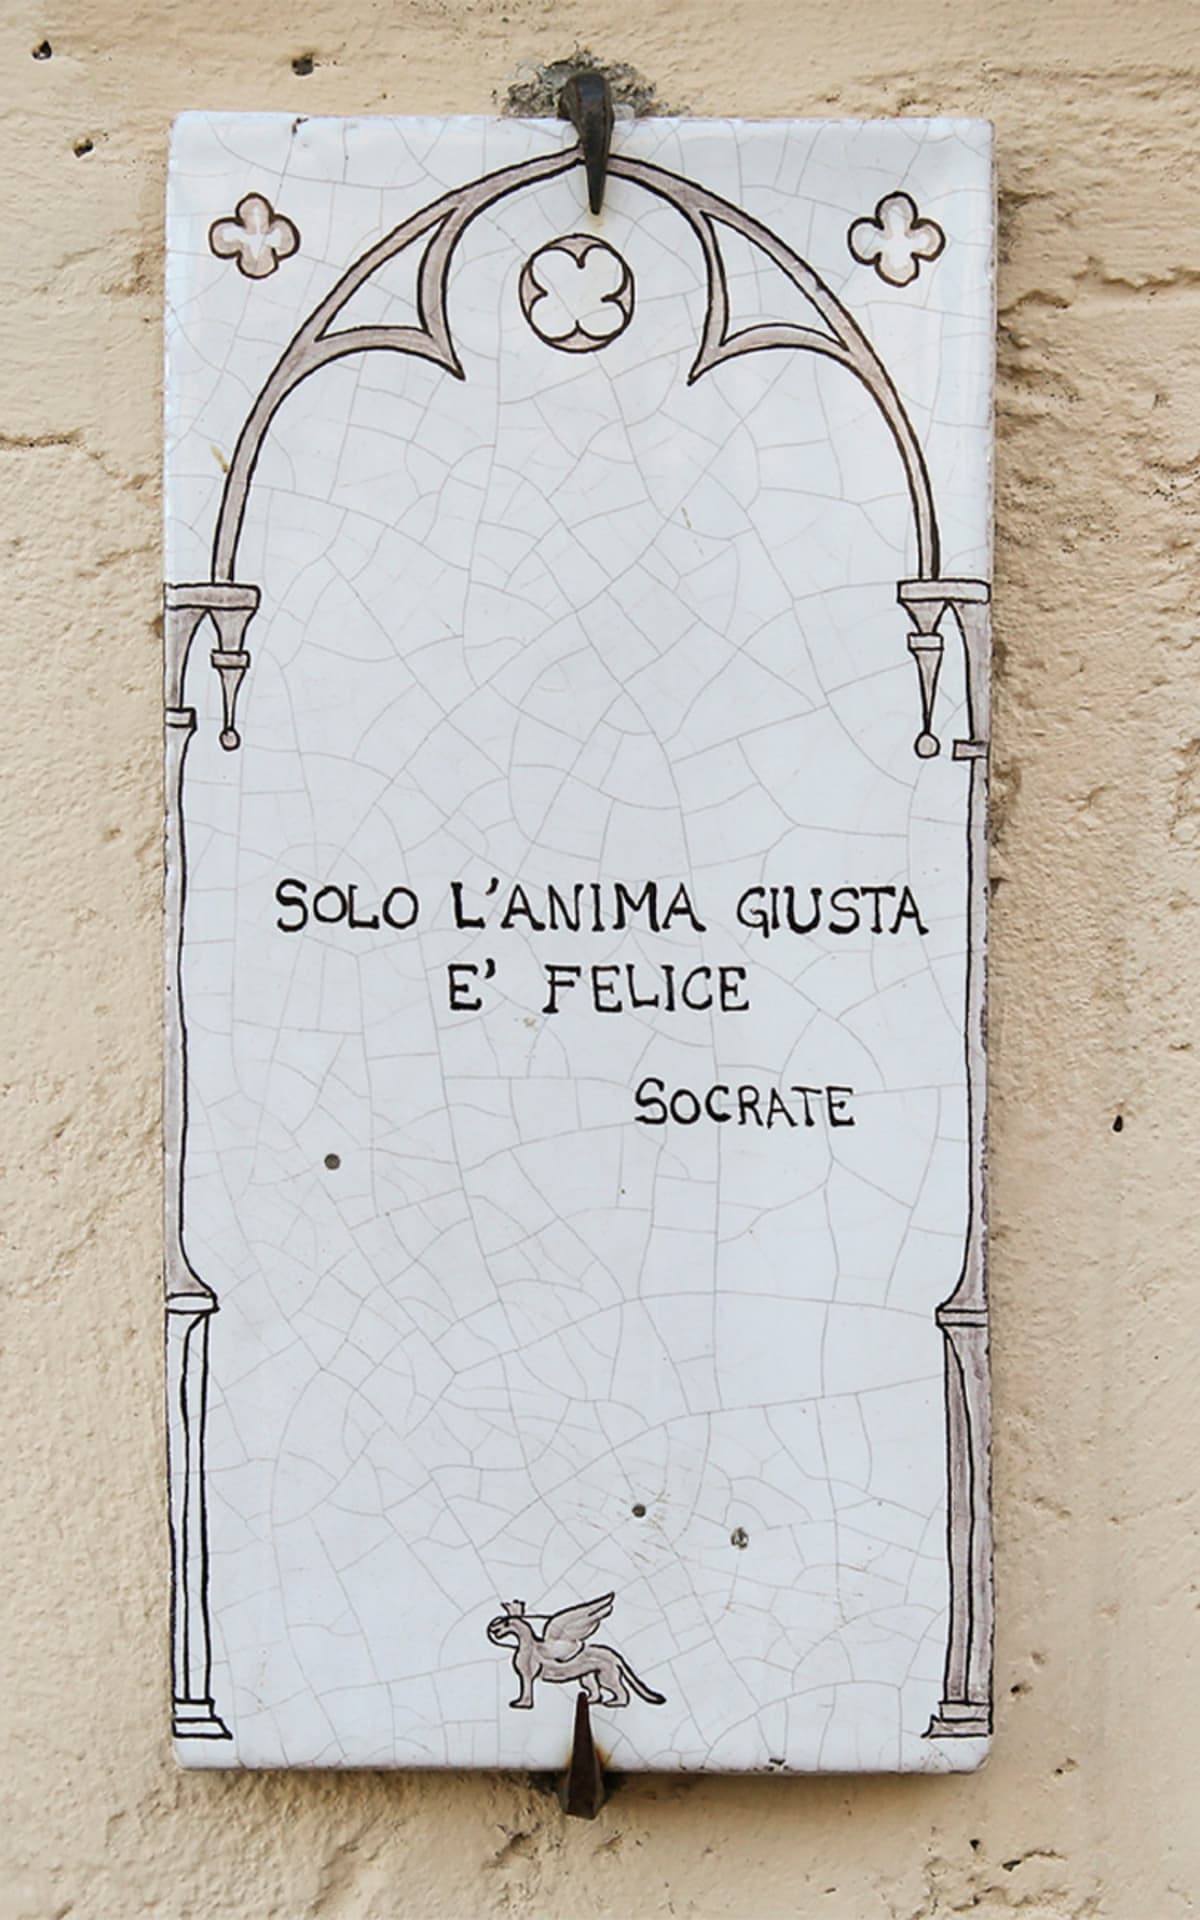 SOLO L'ANIMA GIUSTA
E' FELICE
SOCRATE